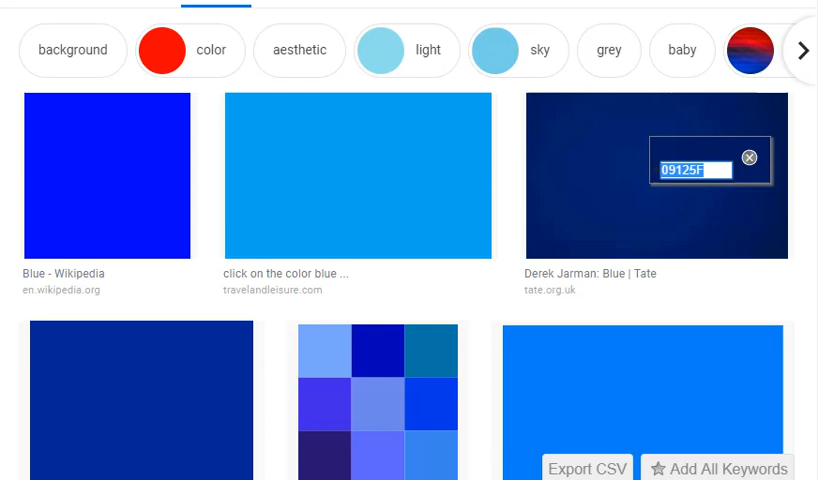 background color aesthetic light sky grey baby
09125F
Blue - Wikipedia
en.wikipedia.org
click on the color blue ...
travelandleisure.com
Derek Jarman: Blue | Tate
tate.org.uk
Export CSV
Add All Keywords